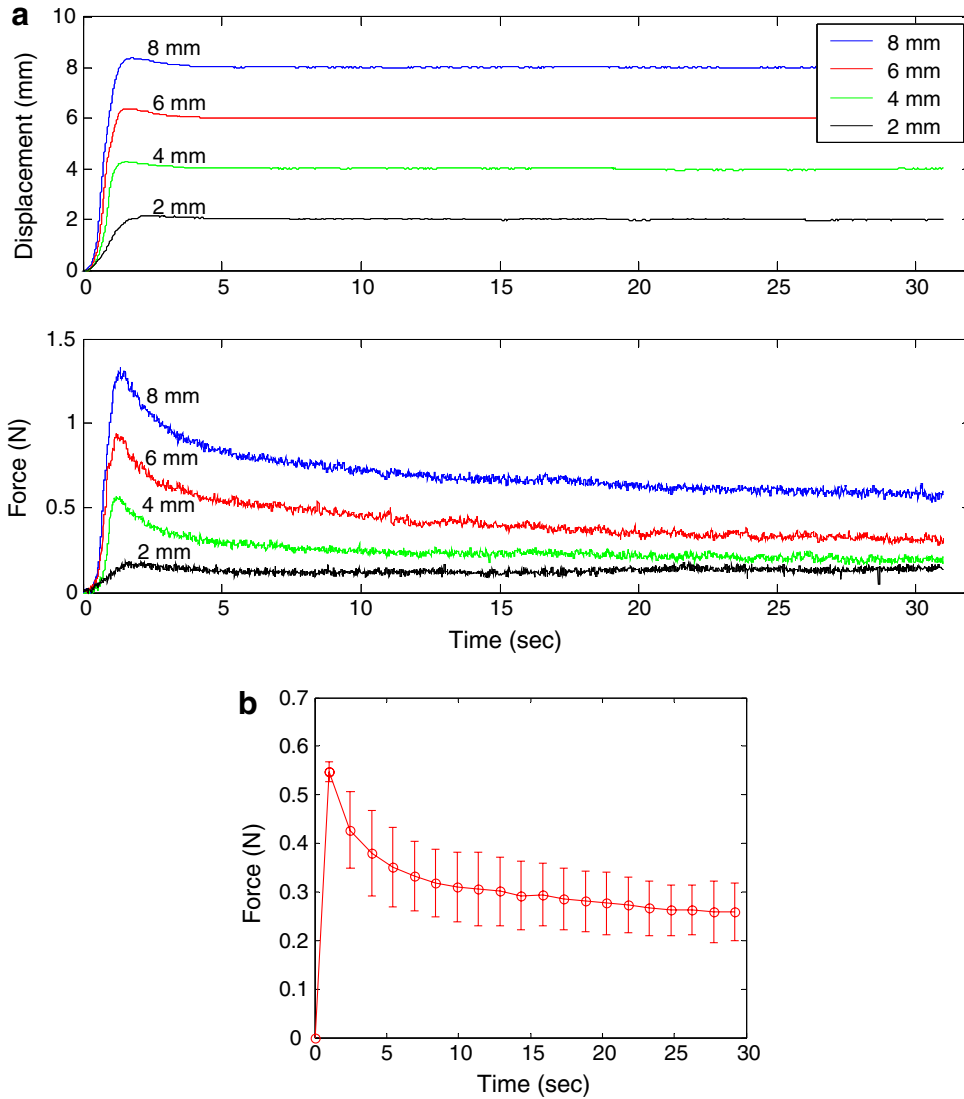 a
Displacement (mm)
10
8
6
4
2
0
8 mm
6 mm
4 mm
2 mm
8 mm
6 mm
4 mm
2 mm
0 5 10 15 20 25 30
Force (N)
1.5
1
0.5
0
8 mm
6 mm
4 mm
2 mm
0 5 10 15 20 25 30
Time (sec)
b
Force (N)
0.7
0.6
0.5
0.4
0.3
0.2
0.1
0
0 5 10 15 20 25 30
Time (sec)